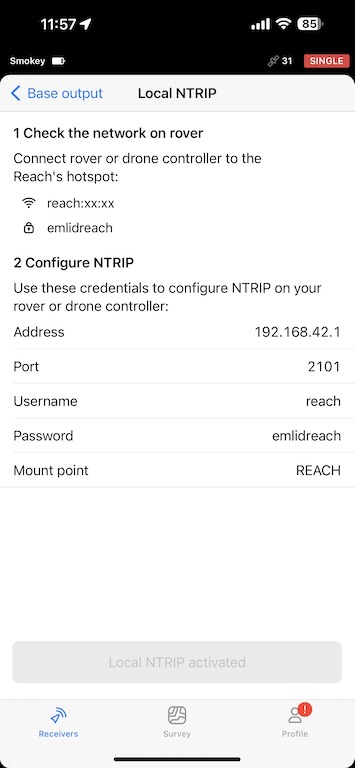 11:57
85
Smokey
31
SINGLE
Base output
Local NTRIP
1 Check the network on rover
Connect rover or drone controller to the
Reach's hotspot:
reach:xx:xx
emlidreach
2 Configure NTRIP
Use these credentials to configure NTRIP on your
rover or drone controller:
Address 192.168.42.1
Port 2101
Username reach
Password emlidreach
Mount point REACH
Local NTRIP activated
!
Receivers Survey Profile